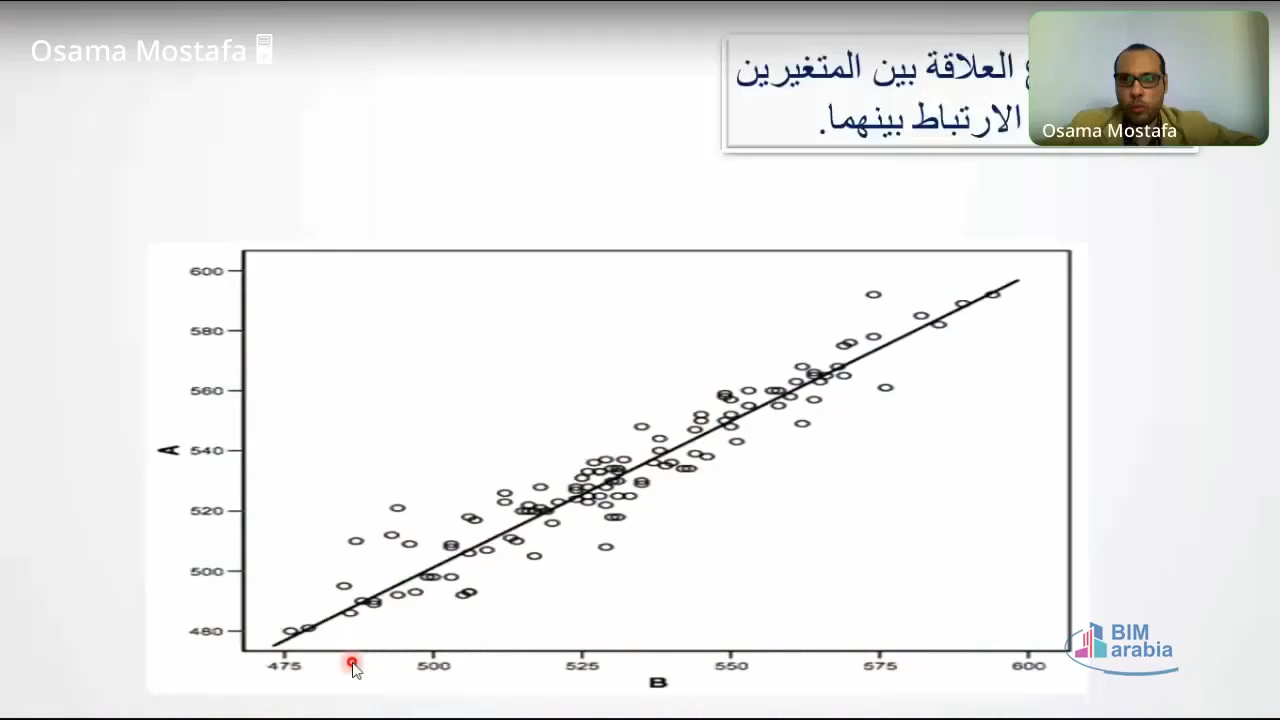 Osama Mostafa
العلاقة بين المتغيرين
الارتباط بينهما.
Osama Mostafa
600
580
560
540
520
500
480
A
475 500 525 550 575 600
B
BIM
arabia